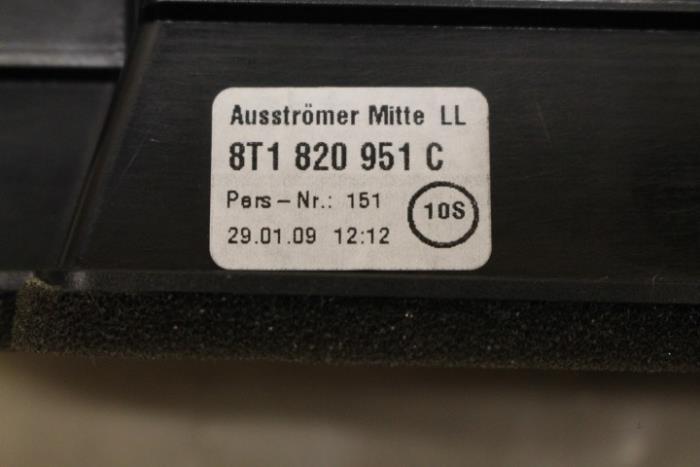 Ausströmer Mitte LL
8T1 820 951 C
Pers-Nr.: 151
10S
29.01.09 12:12